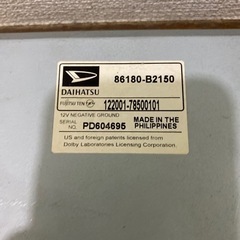 86180-B2150
DAIHATSU
FUJITSU TEN 122001-78500101
12V NEGATIVE GROUND
SERIAL NO. PD604695 MADE IN THE PHILIPPINES
US and foreign patents licensed from
Dolby Laboratories Licensing Corporation.